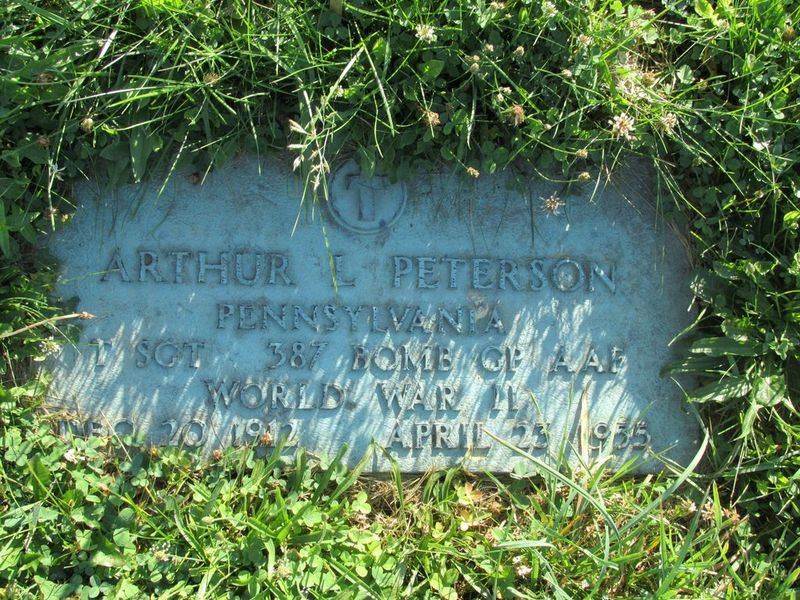 ARTHUR L PETERSON
PENNSYLVANIA
T SGT 387 BOMB GP AAF
WORLD WAR II
DEC 20 1912 APRIL 23 1955